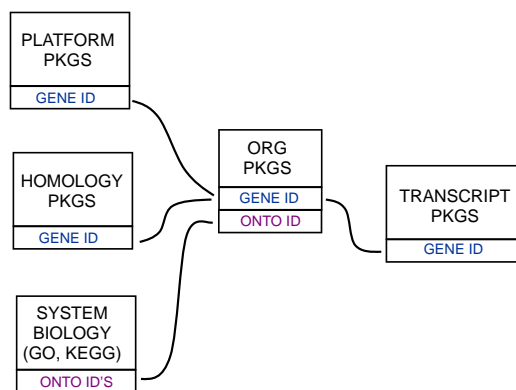 PLATFORM
PKGS
GENE ID
HOMOLOGY
PKGS
GENE ID
SYSTEM
BIOLOGY
(GO, KEGG)
ONTO ID'S
ORG
PKGS
GENE ID
ONTO ID
TRANSCRIPT
PKGS
GENE ID